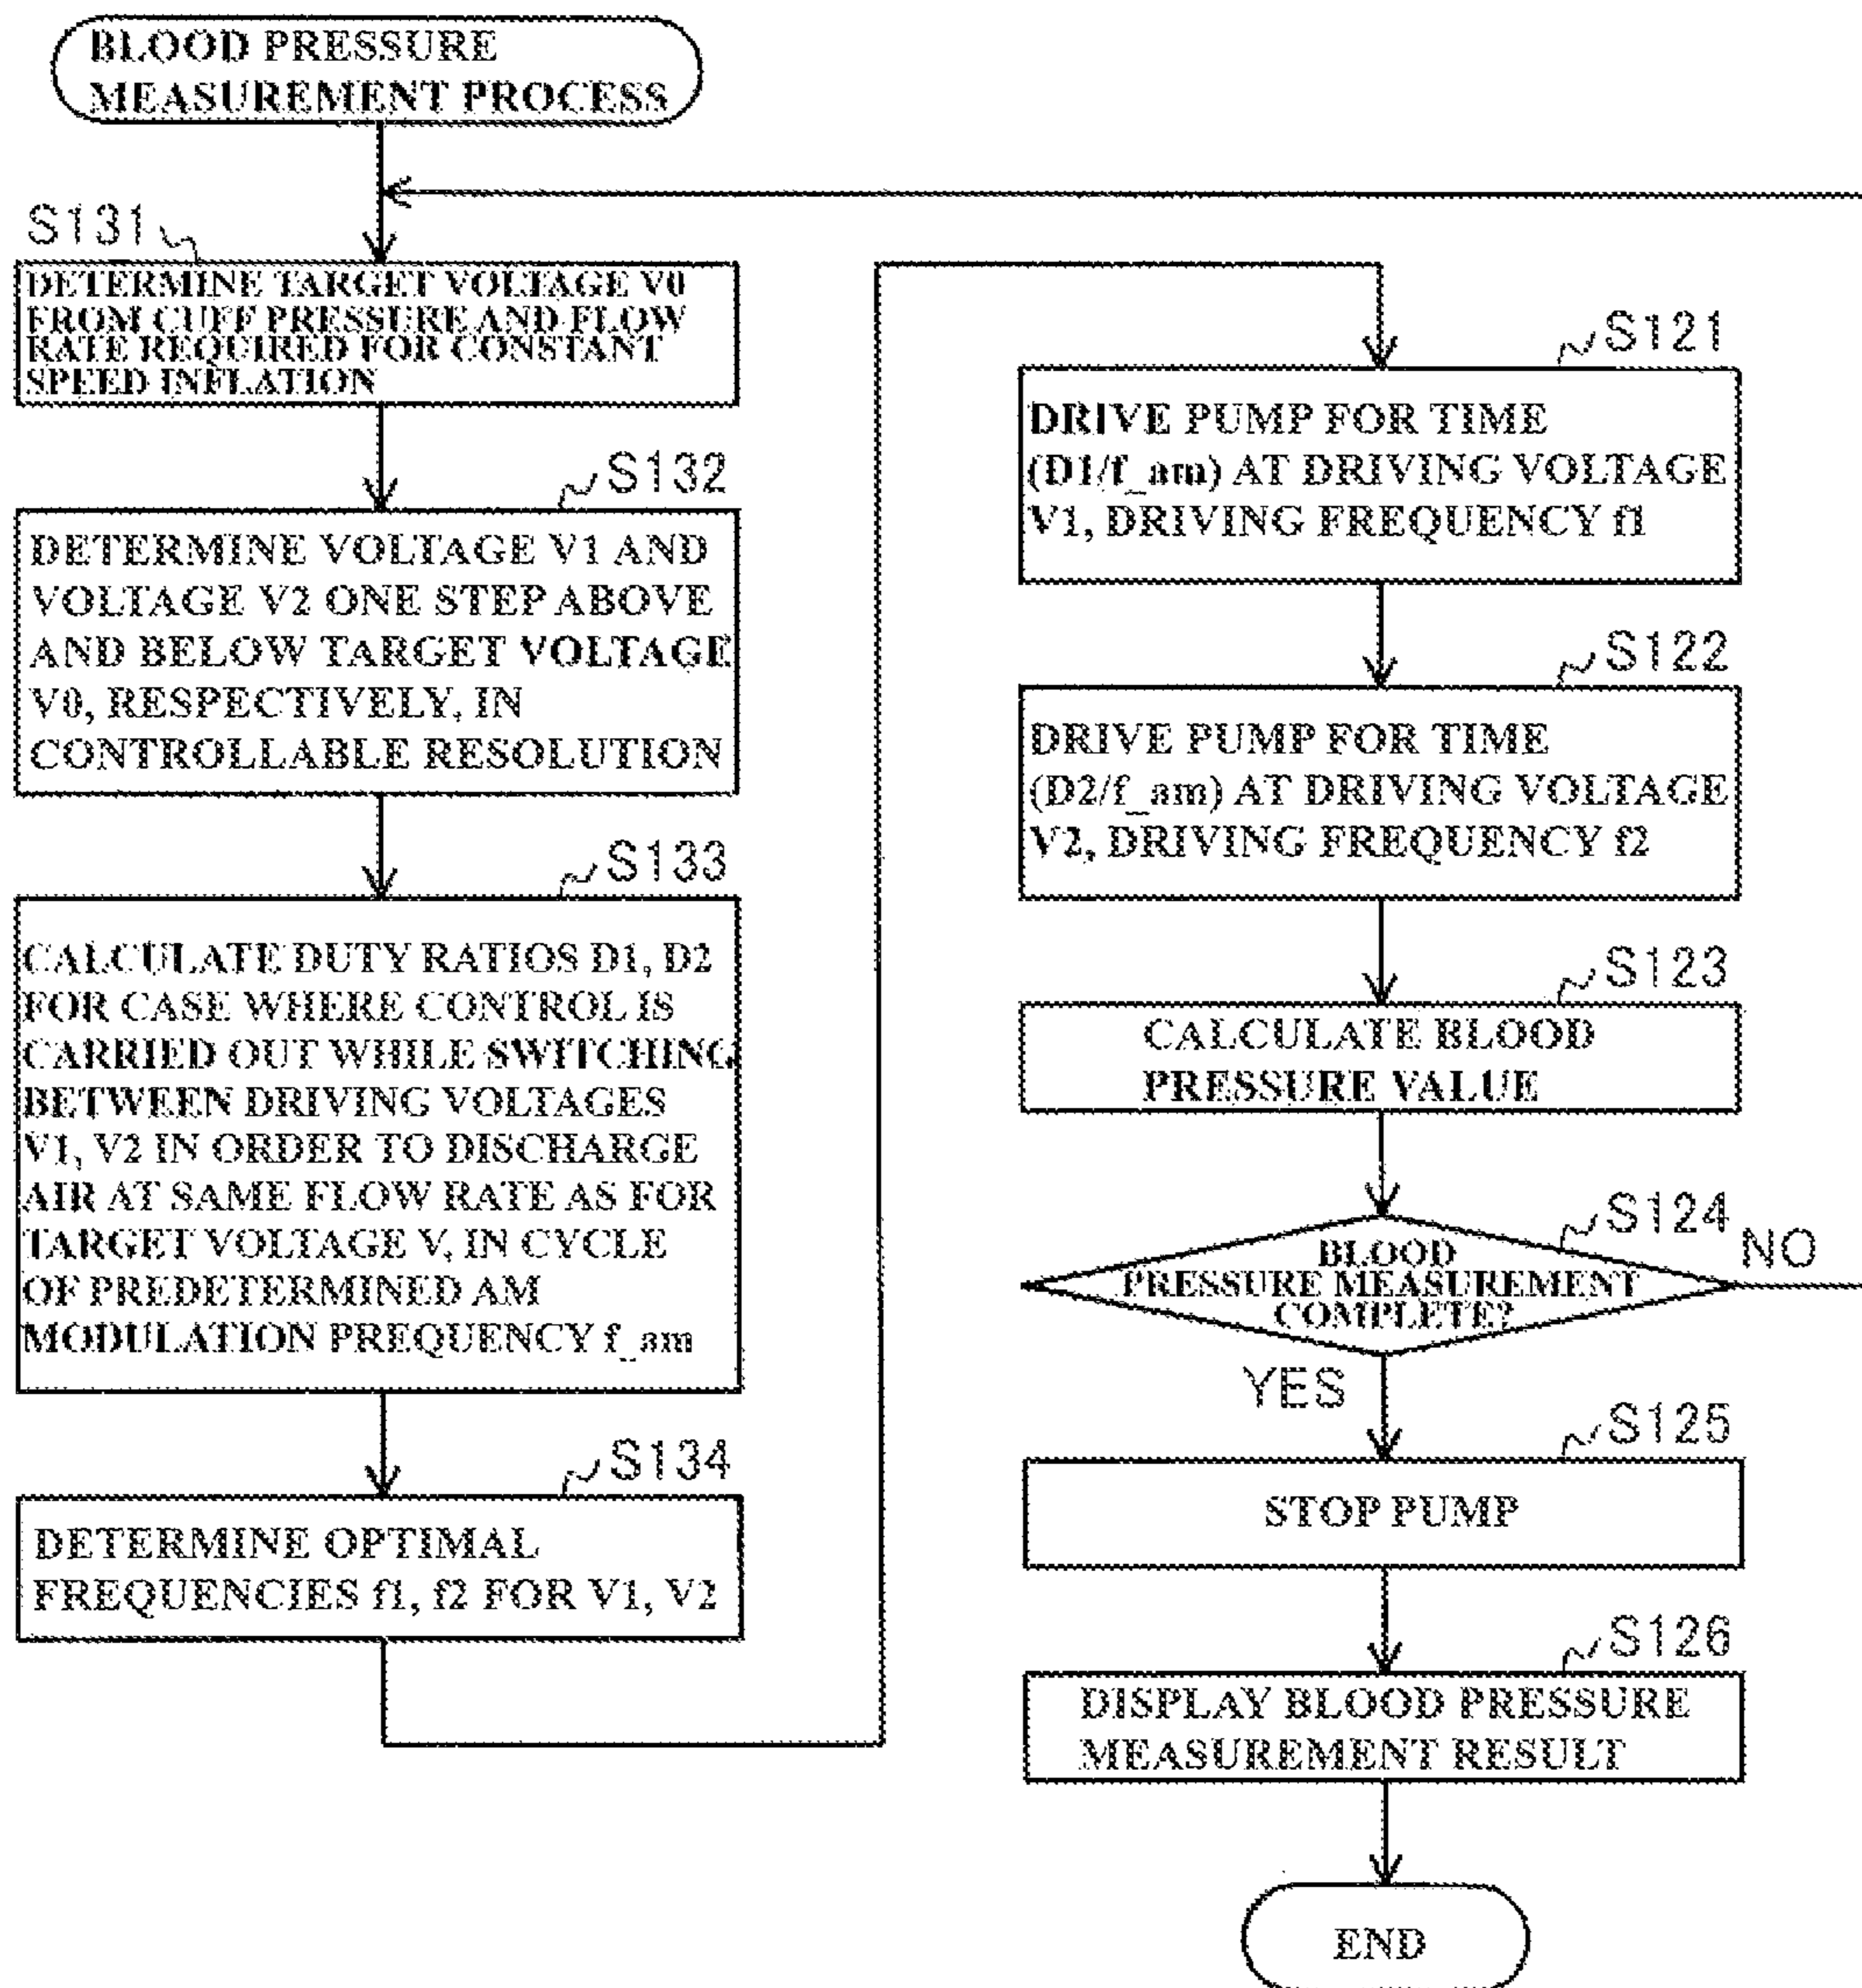 BLOOD PRESSURE
MEASUREMENT PROCESS
S131
DETERMINE TARGET VOLTAGE V0
FROM CUFF PRESSURE AND FLOW
RATE REQUIRED FOR CONSTANT
SPEED INFLATION
S132
DETERMINE VOLTAGE V1 AND
VOLTAGE V2 ONE STEP ABOVE
AND BELOW TARGET VOLTAGE
V0, RESPECTIVELY, IN
CONTROLLABLE RESOLUTION
S133
CALCULATE DUTY RATIOS D1, D2
FOR CASE WHERE CONTROL IS
CARRIED OUT WHILE SWITCHING
BETWEEN DRIVING VOLTAGES
V1, V2 IN ORDER TO DISCHARGE
AIR AT SAME FLOW RATE AS FOR
TARGET VOLTAGE V, IN CYCLE
OF PREDETERMINED AM
MODULATION PREQUENCY f_am
S134
DETERMINE OPTIMAL
FREQUENCIES f1, f2 FOR V1, V2
S121
DRIVE PUMP FOR TIME
(D1/f_am) AT DRIVING VOLTAGE
V1, DRIVING FREQUENCY f1
S122
DRIVE PUMP FOR TIME
(D2/f_am) AT DRIVING VOLTAGE
V2, DRIVING FREQUENCY f2
S123
CALCULATE BLOOD
PRESSURE VALUE
S124
BLOOD
PRESSURE MEASUREMENT
COMPLETE?
NO
YES
S125
STOP PUMP
S126
DISPLAY BLOOD PRESSURE
MEASUREMENT RESULT
END